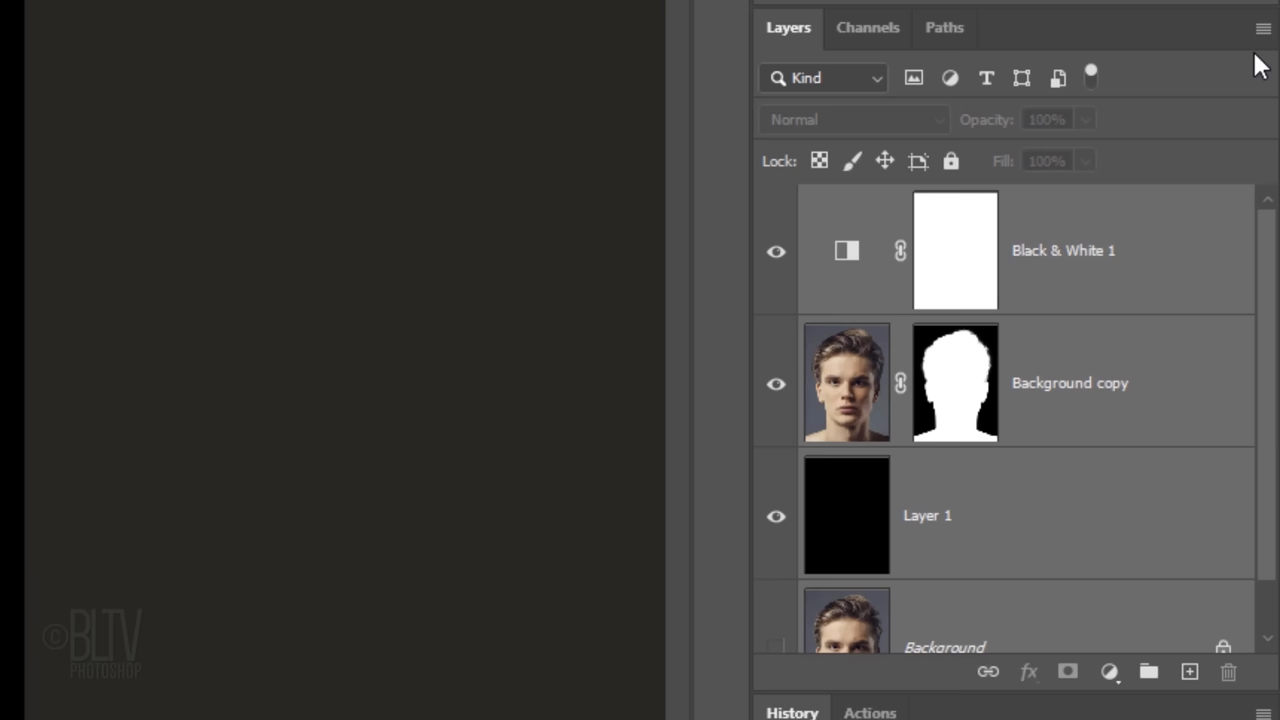 Layers Channels Paths
Kind
Normal Opacity: 100%
Lock: Fill: 100%
Black & White 1
Background copy
Layer 1
Background
fx
History Actions
©BLTV
PHOTOSHOP